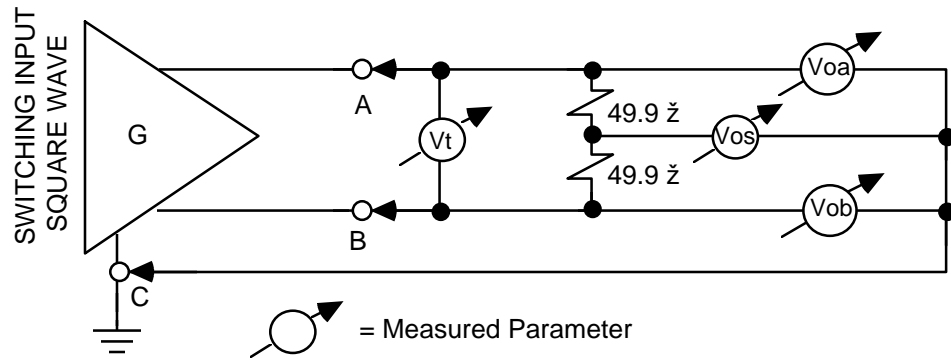 SWITCHING INPUT
SQUARE WAVE
G
A
B
C
Vt
49.9 ž
49.9 ž
Voa
Vos
Vob
= Measured Parameter